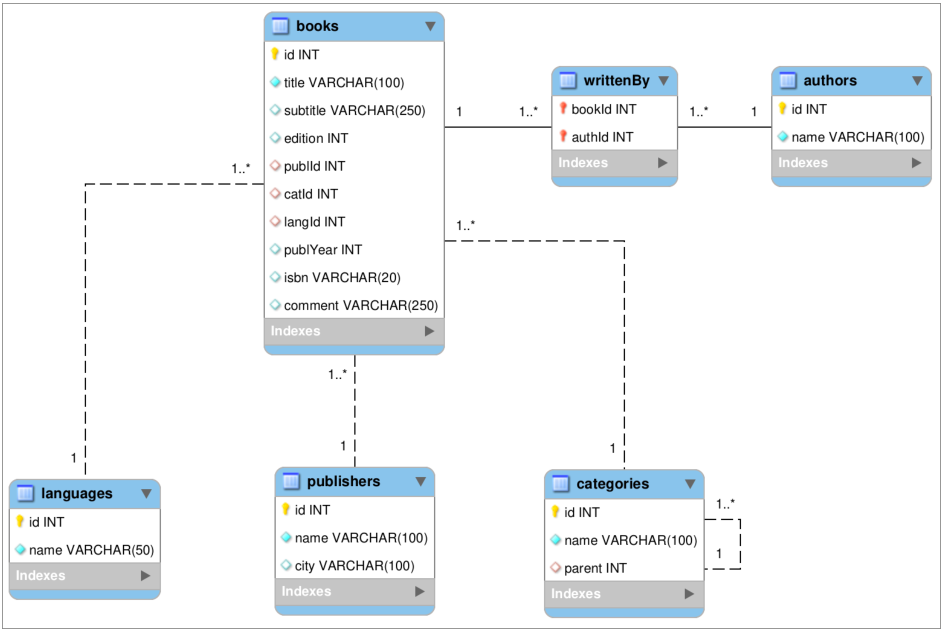 books
id INT
title VARCHAR(100)
subtitle VARCHAR(250)
edition INT
publId INT
catId INT
langId INT
publYear INT
isbn VARCHAR(20)
comment VARCHAR(250)
Indexes
1
1..*
writtenBy
bookId INT
authId INT
Indexes
1..*
1
authors
id INT
name VARCHAR(100)
Indexes
1..*
1
languages
id INT
name VARCHAR(50)
Indexes
1..*
1
publishers
id INT
name VARCHAR(100)
city VARCHAR(100)
Indexes
1..*
1
categories
id INT
name VARCHAR(100)
parent INT
Indexes
1..*
1